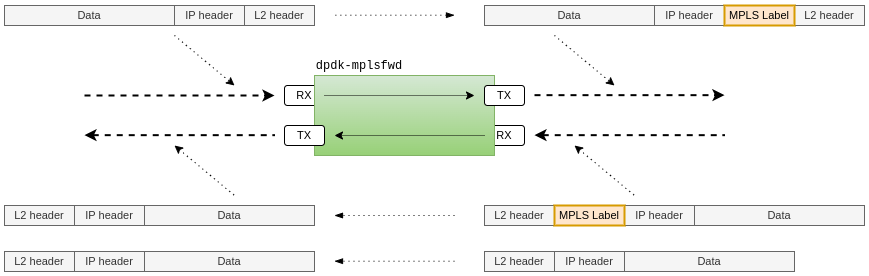 Data IP header L2 header Data IP header MPLS Label L2 header
dpdk-mplsfwd
RX TX
TX RX
L2 header IP header Data L2 header MPLS Label IP header Data
L2 header IP header Data L2 header IP header Data